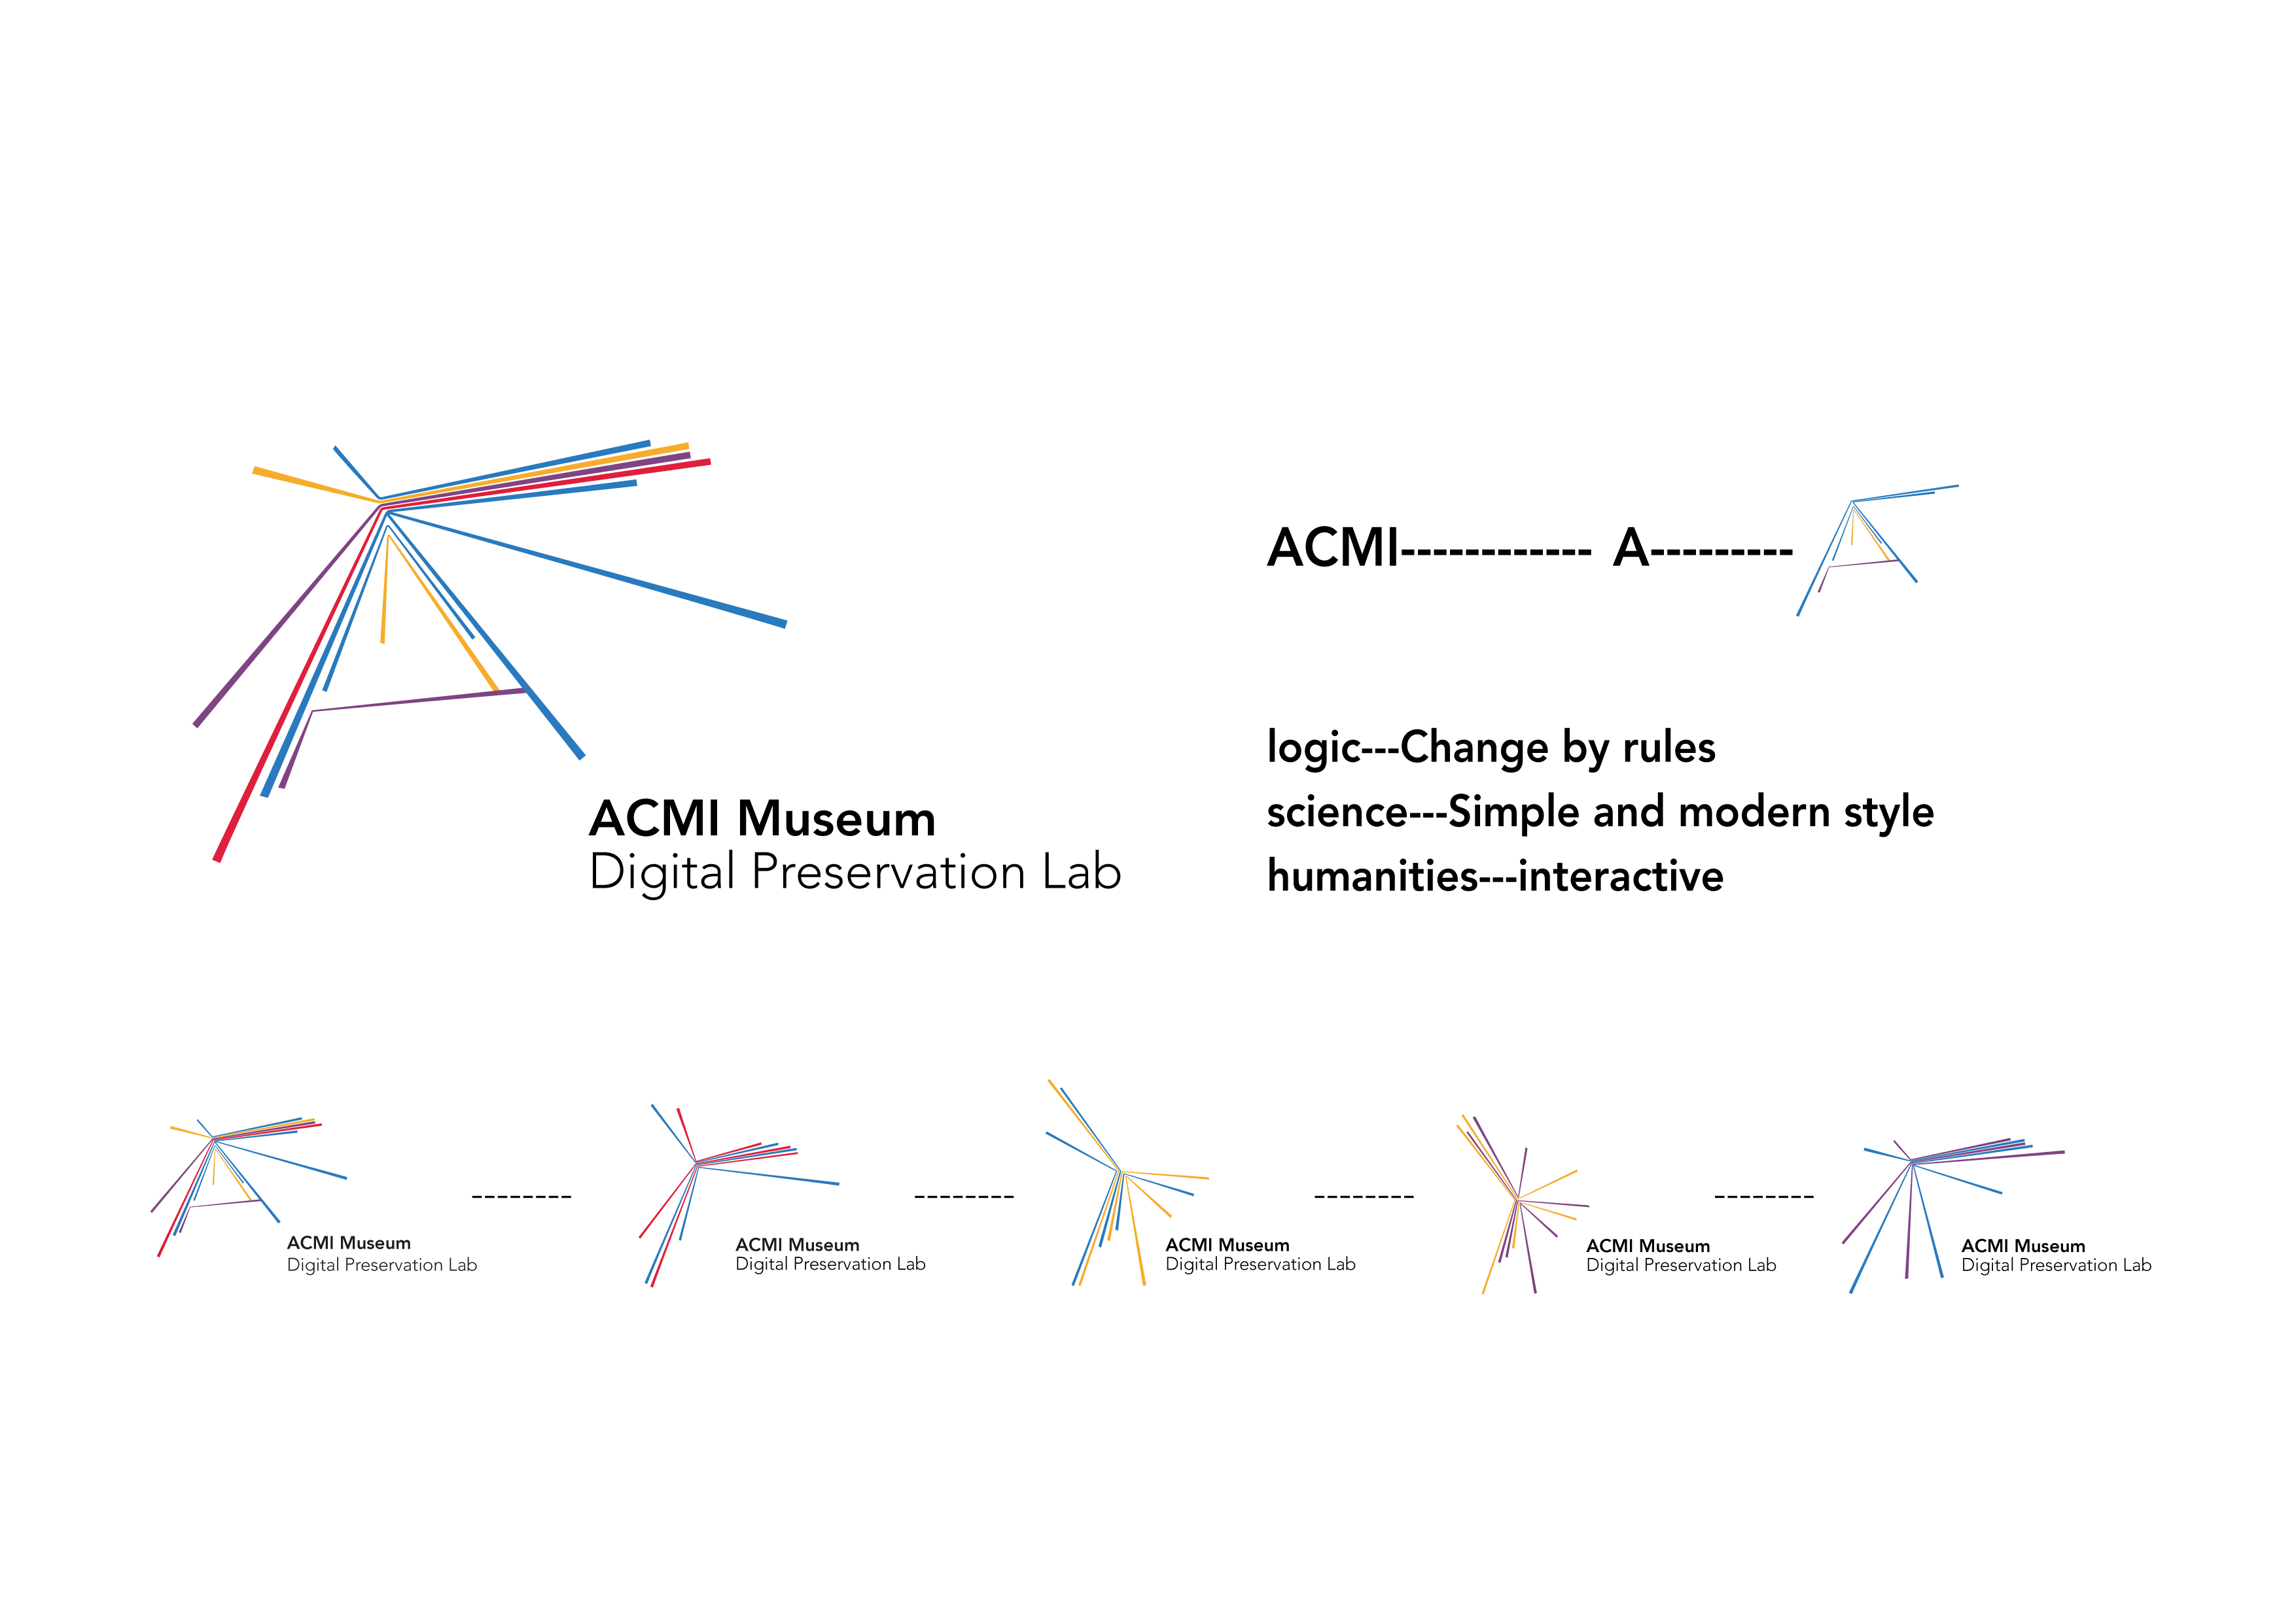 ACMI------------ A---------
ACMI Museum
Digital Preservation Lab
logic---Change by rules
science---Simple and modern style
humanities---interactive
--------
--------
--------
--------
ACMI Museum
Digital Preservation Lab
ACMI Museum
Digital Preservation Lab
ACMI Museum
Digital Preservation Lab
ACMI Museum
Digital Preservation Lab
ACMI Museum
Digital Preservation Lab